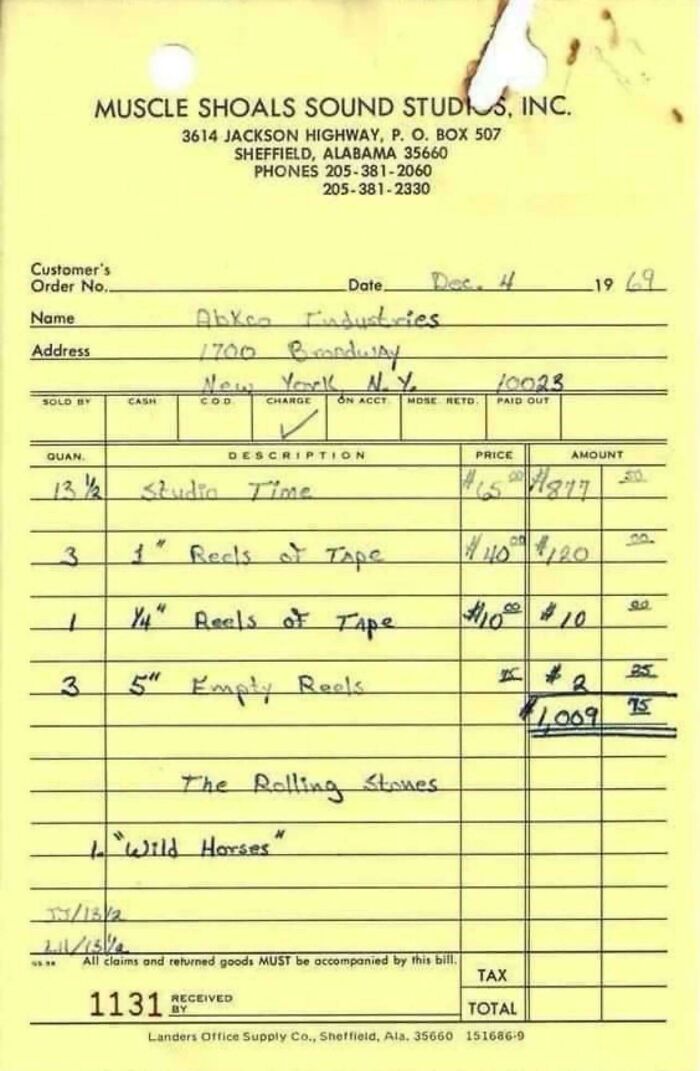 MUSCLE SHOALS SOUND STUDIOS, INC.
3614 JACKSON HIGHWAY, P. O. BOX 507
SHEFFIELD, ALABAMA 35660
PHONES 205-381-2060
205-381-2330
Customer's
Order No. Date Dec. 4 1969
Name Abkco Industries
Address 1700 Broadway
New York, N.Y. 10023
SOLD BY CASH C.O.D. CHARGE ON ACCT. MDSE. RETD. PAID OUT
✓
QUAN. DESCRIPTION PRICE AMOUNT
13 ½ Studio Time $65 00 $877 50
3 1" Reels of Tape $40 00 $120 00
1 ¼" Reels of Tape $10 00 $10 00
3 5" Empty Reels 75 $2 25
$1,009 75
The Rolling Stones
1. "Wild Horses"
JJ/13½
/13½
All claims and returned goods MUST be accompanied by this bill.
TAX
1131 RECEIVED BY TOTAL
Landers Office Supply Co., Sheffield, Ala. 35660 151686-9